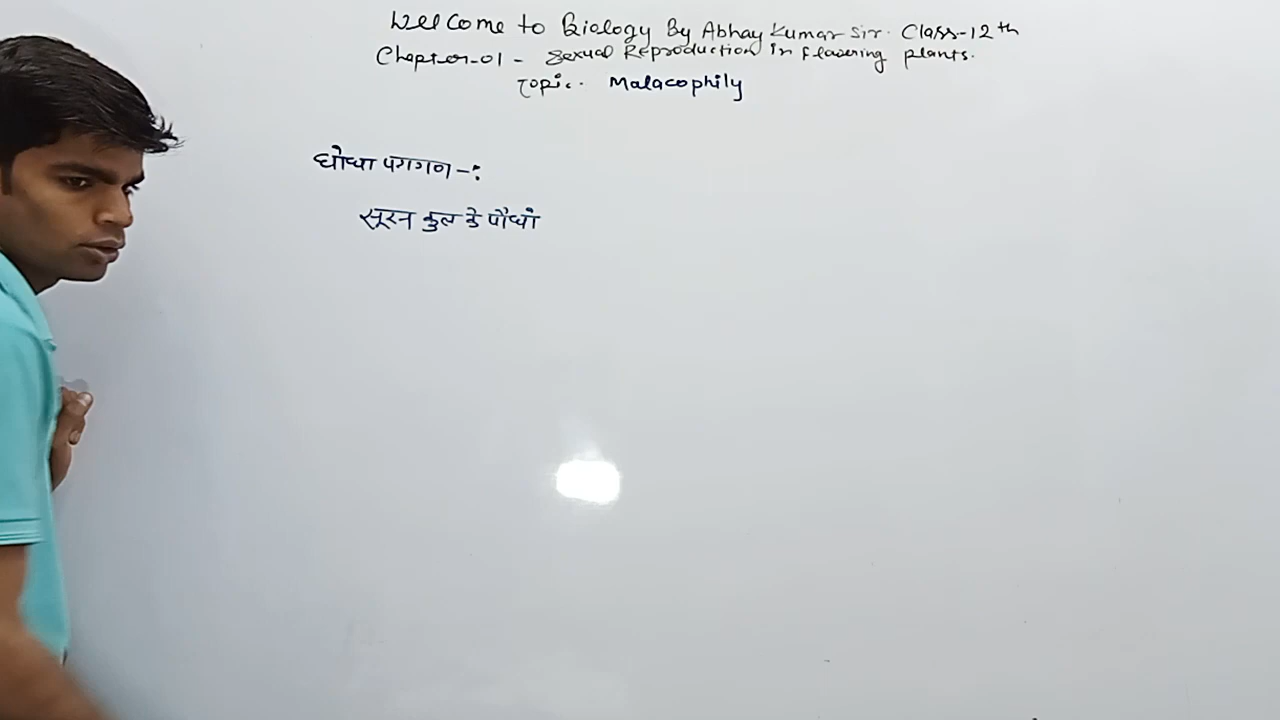 Welcome to Biology By Abhay Kumar Sir. Class-12th
Chapter-01 - Sexual Reproduction in flowering plants.
Topic. Malacophily
घोंघा परागण-:
सूरन कुल के पौधों